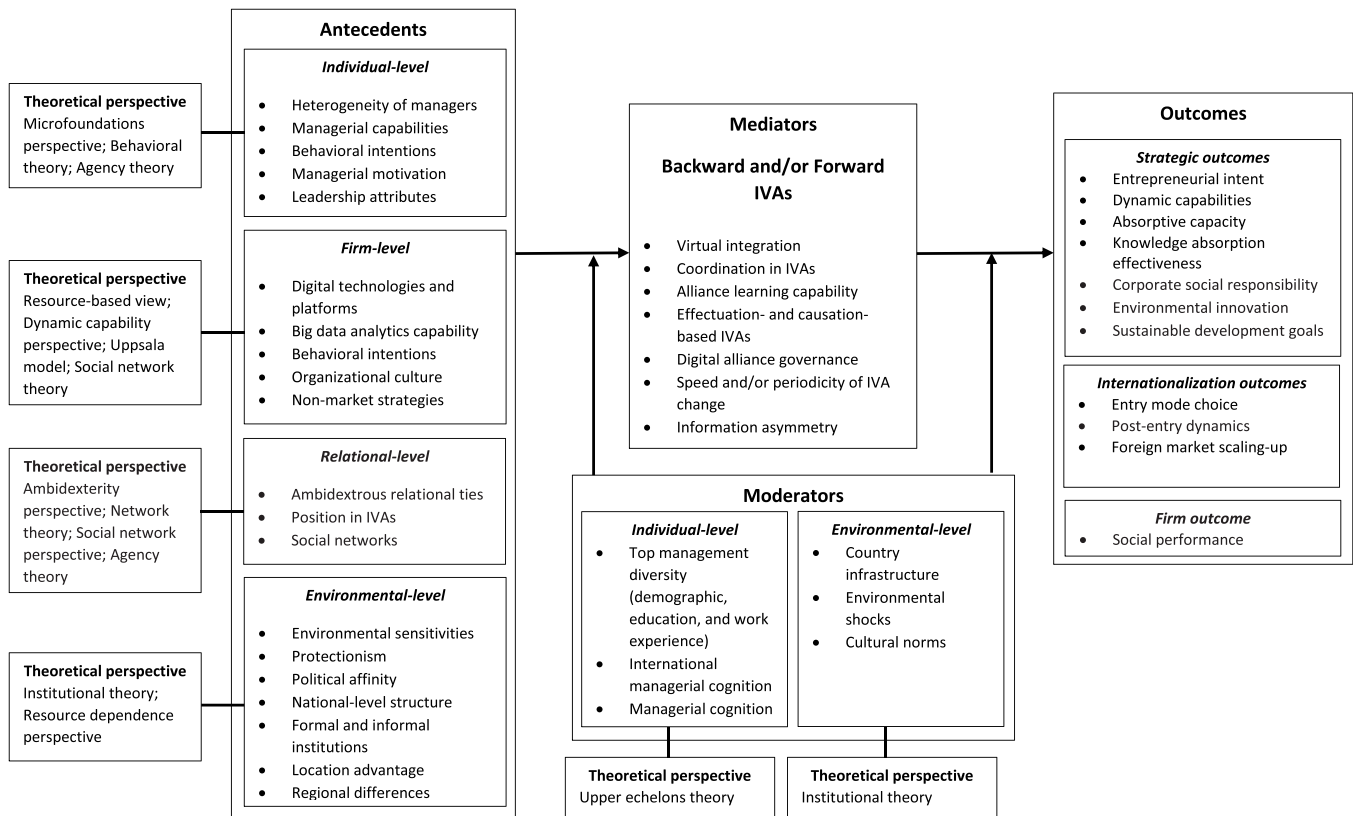 Theoretical perspective
Microfoundations
perspective; Behavioral
theory; Agency theory
Theoretical perspective
Resource-based view;
Dynamic capability
perspective; Uppsala
model; Social network
theory
Theoretical perspective
Ambidexterity
perspective; Network
theory; Social network
perspective; Agency
theory
Theoretical perspective
Institutional theory;
Resource dependence
perspective
Antecedents
Individual-level
• Heterogeneity of managers
• Managerial capabilities
• Behavioral intentions
• Managerial motivation
• Leadership attributes
Firm-level
• Digital technologies and
platforms
• Big data analytics capability
• Behavioral intentions
• Organizational culture
• Non-market strategies
Relational-level
• Ambidextrous relational ties
• Position in IVAs
• Social networks
Environmental-level
• Environmental sensitivities
• Protectionism
• Political affinity
• National-level structure
• Formal and informal
institutions
• Location advantage
• Regional differences
Mediators
Backward and/or Forward
IVAs
• Virtual integration
• Coordination in IVAs
• Alliance learning capability
• Effectuation- and causation-
based IVAs
• Digital alliance governance
• Speed and/or periodicity of IVA
change
• Information asymmetry
Moderators
Individual-level
• Top management
diversity
(demographic,
education, and work
experience)
• International
managerial cognition
• Managerial cognition
Environmental-level
• Country
infrastructure
• Environmental
shocks
• Cultural norms
Theoretical perspective
Upper echelons theory
Theoretical perspective
Institutional theory
Outcomes
Strategic outcomes
• Entrepreneurial intent
• Dynamic capabilities
• Absorptive capacity
• Knowledge absorption
effectiveness
• Corporate social responsibility
• Environmental innovation
• Sustainable development goals
Internationalization outcomes
• Entry mode choice
• Post-entry dynamics
• Foreign market scaling-up
Firm outcome
• Social performance